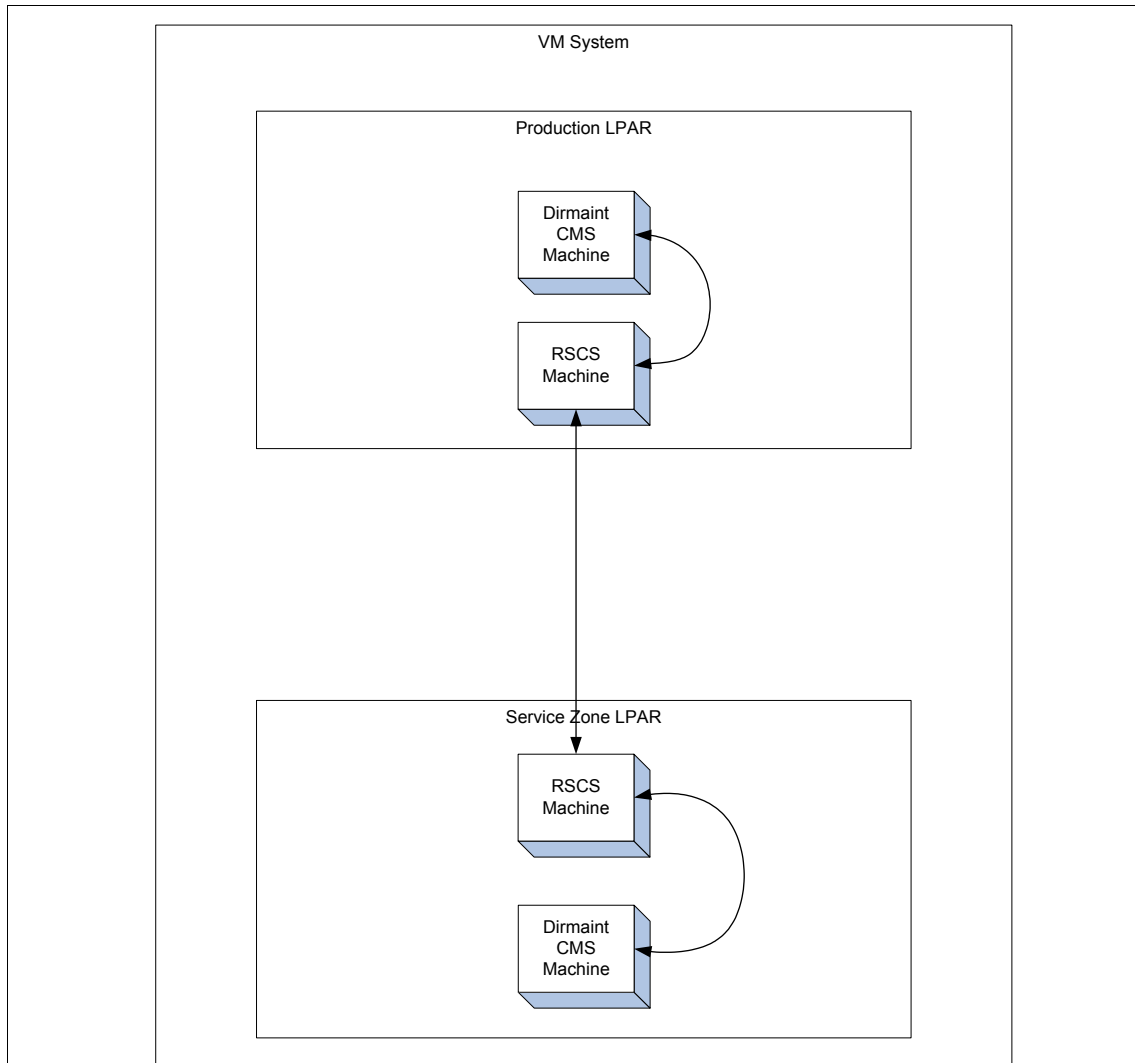 VM System
Production LPAR
Dirmaint
CMS
Machine
RSCS
Machine
Service Zone LPAR
RSCS
Machine
Dirmaint
CMS
Machine